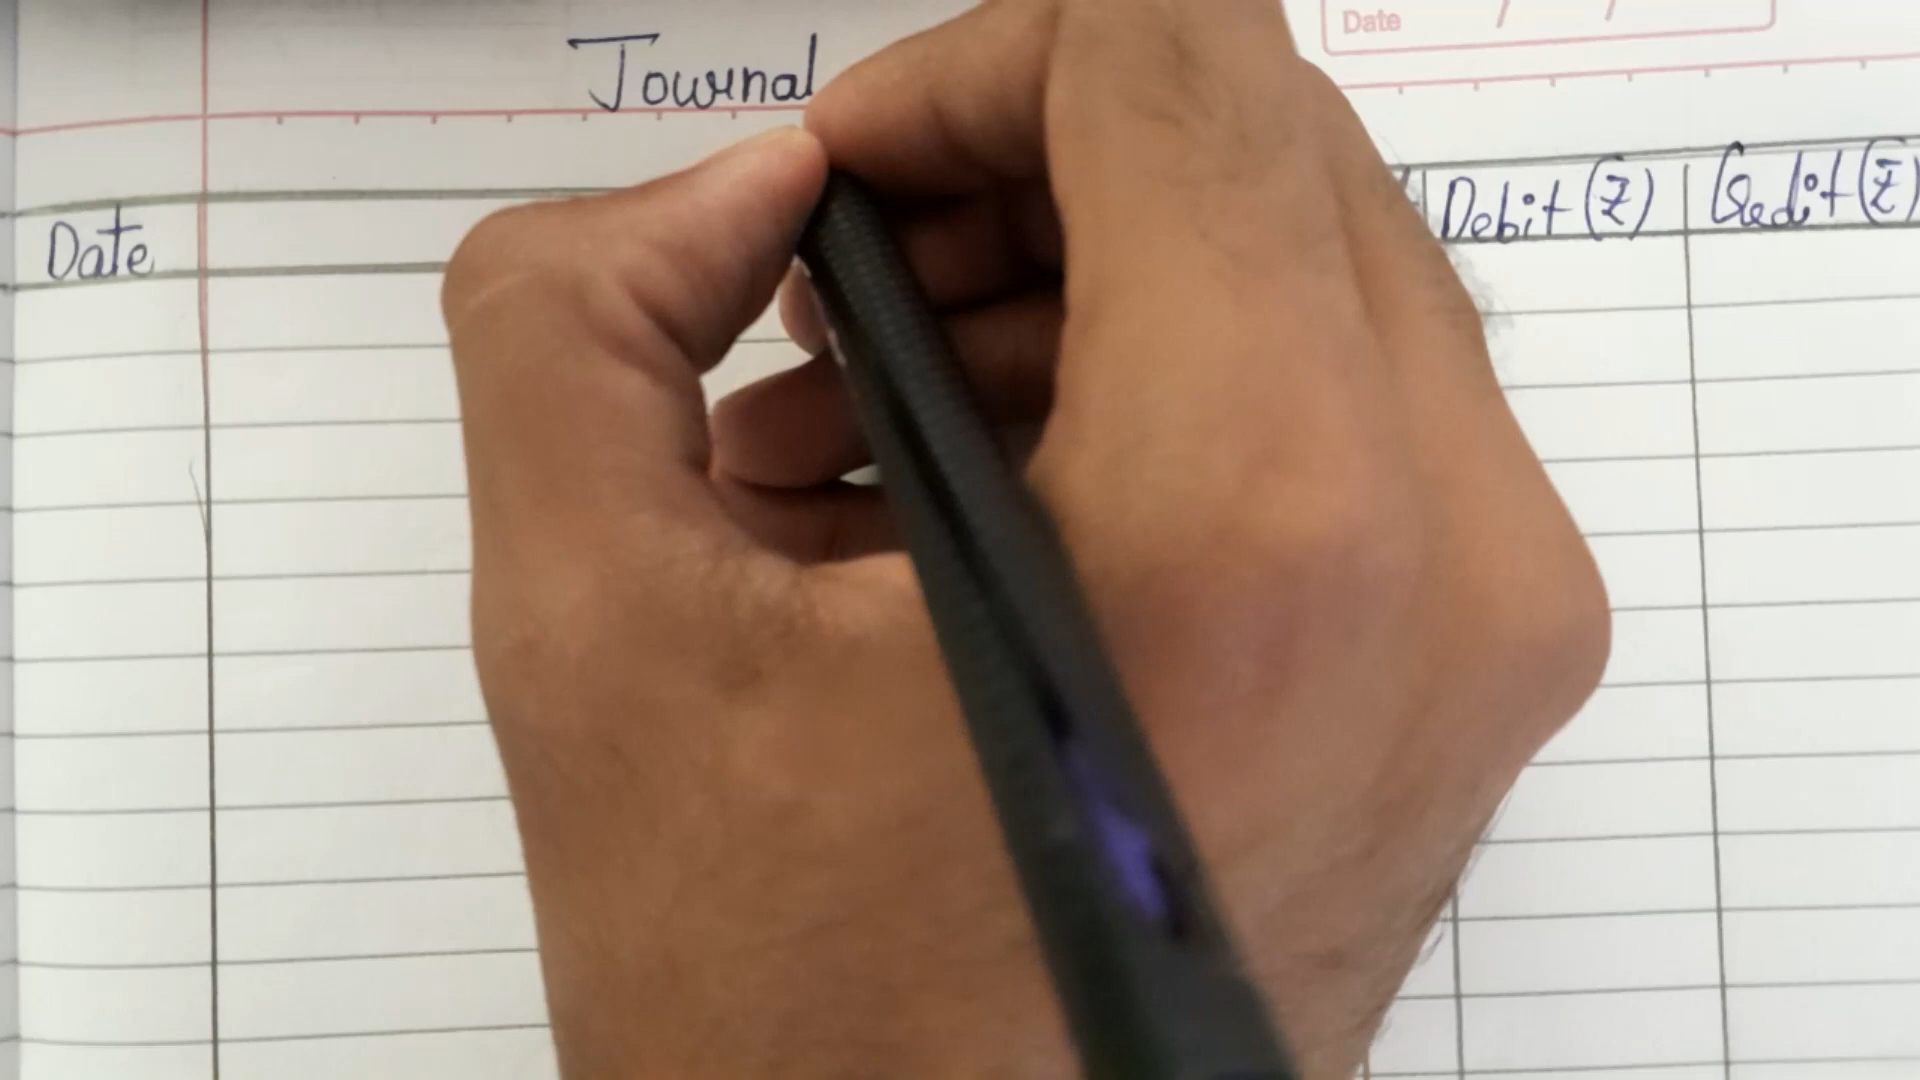 Date / /
Journal
Date Debit (₹) Credit (₹)